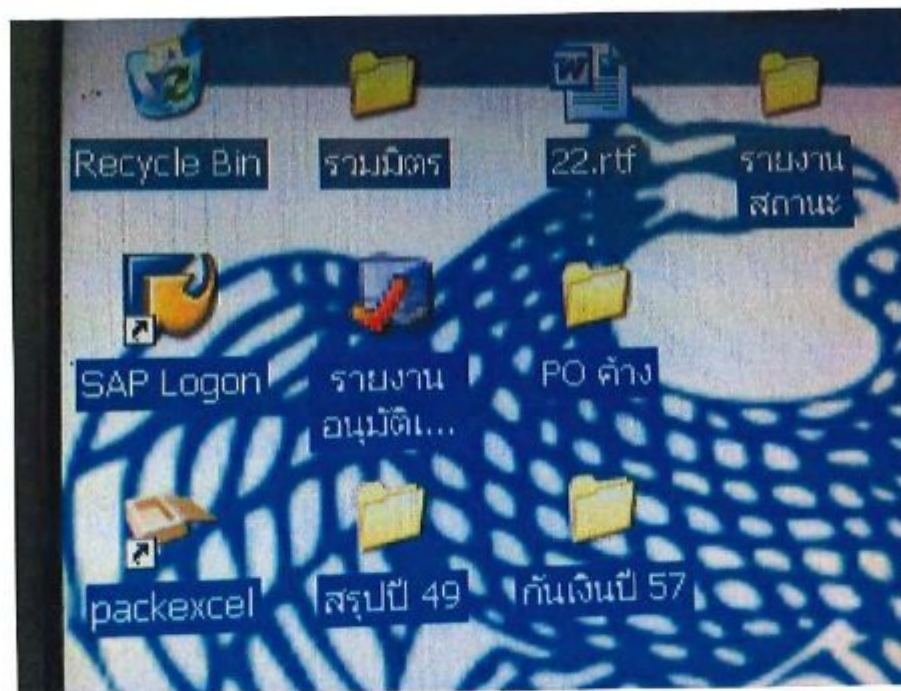 Recycle Bin
รวมมิตร
22.rtf
รายงาน
สถานะ
SAP Logon
รายงาน
อนุมัติเ...
PO ค้าง
packexcel
สรุปปี 49
กันเงินปี 57